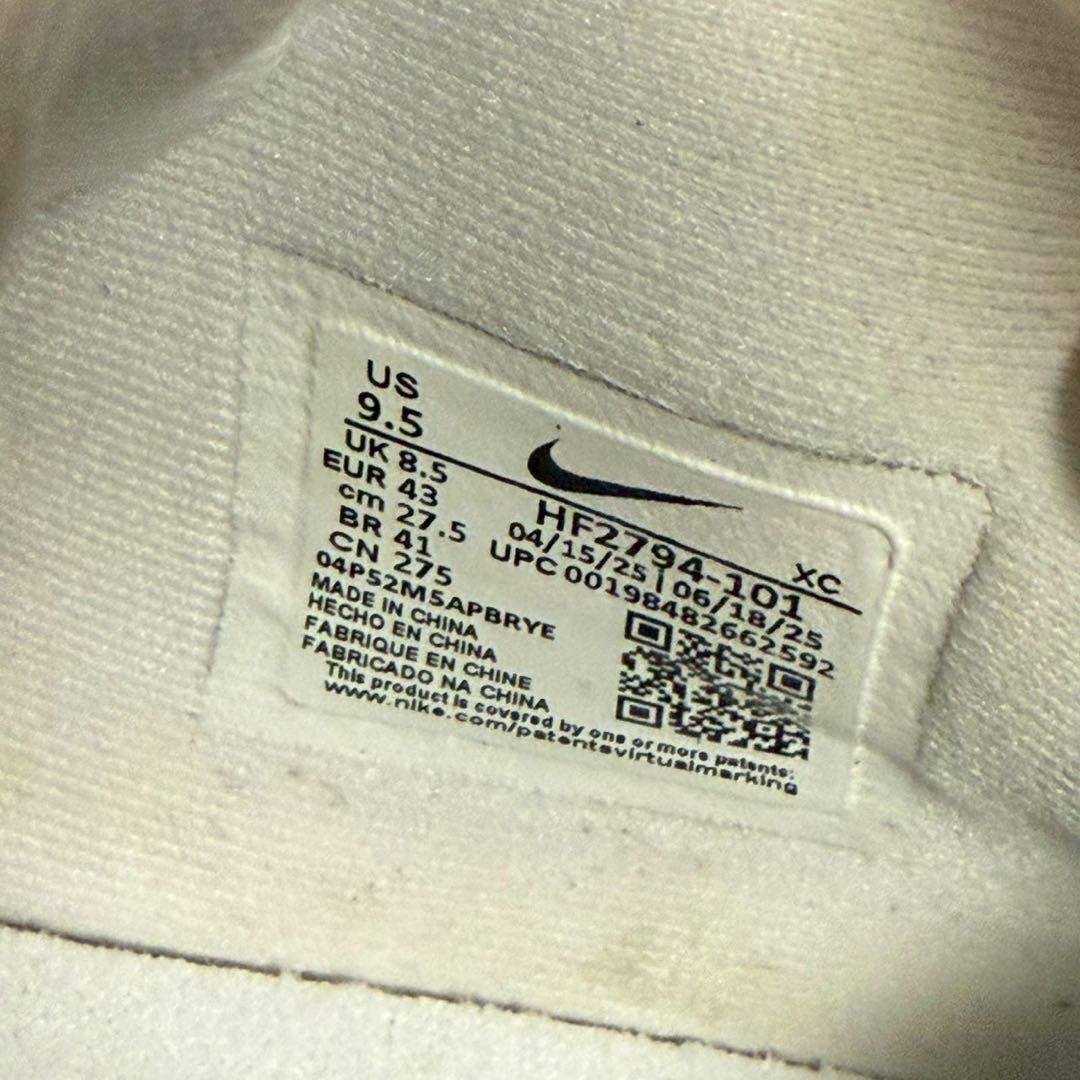 US
9.5
UK 8.5
EUR 43
cm 27.5
BR 41
CN 275
04P52M5APBRYE
MADE IN CHINA
HECHO EN CHINA
FABRIQUE EN CHINE
FABRICADO NA CHINA
This product is covered by one or more patents:
www.nike.com/patentsvirtualmarking
XC
HF2794-101
04/15/25 | 06/18/25
UPC 00198482662592